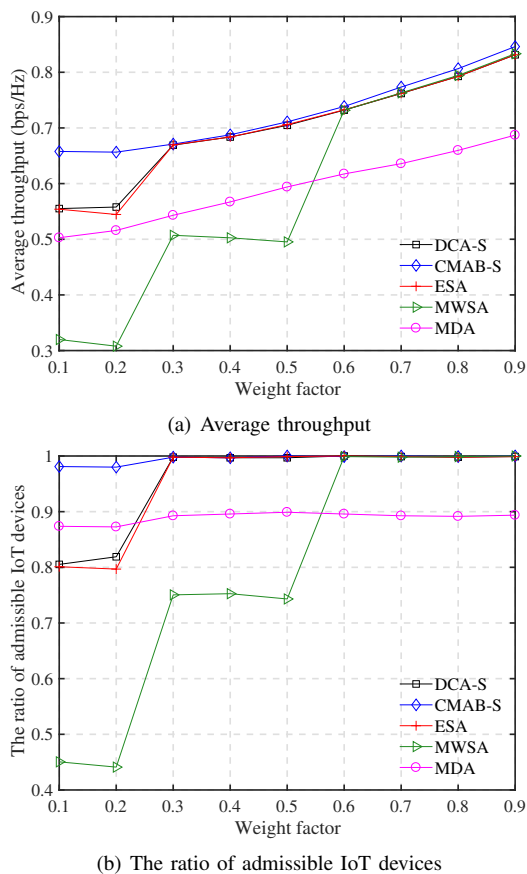 0.9
0.8
0.7
0.6
0.5
0.4
0.3
Average throughput (bps/Hz)
DCA-S
CMAB-S
ESA
MWSA
MDA
0.1 0.2 0.3 0.4 0.5 0.6 0.7 0.8 0.9
Weight factor
(a) Average throughput
1
0.9
0.8
0.7
0.6
0.5
0.4
The ratio of admissible IoT devices
DCA-S
CMAB-S
ESA
MWSA
MDA
0.1 0.2 0.3 0.4 0.5 0.6 0.7 0.8 0.9
Weight factor
(b) The ratio of admissible IoT devices